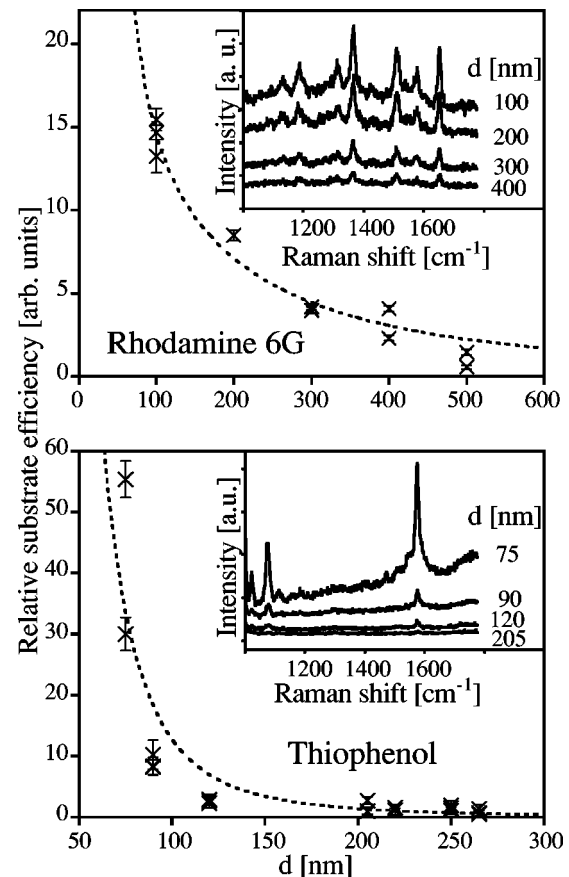 Relative substrate efficiency [arb. units]
20
15
10
5
0
0 100 200 300 400 500 600
Rhodamine 6G
Intensity [a. u.]
d [nm]
100
200
300
400
1200 1400 1600
Raman shift [cm-1]
60
50
40
30
20
10
0
50 100 150 200 250 300
d [nm]
Thiophenol
Intensity [a.u.]
d [nm]
75
90
120
205
1200 1400 1600
Raman shift [cm-1]